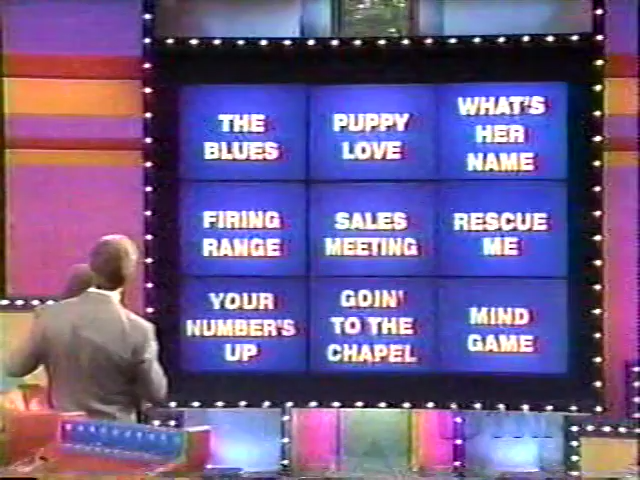 THE
BLUES
PUPPY
LOVE
WHAT'S
HER
NAME
FIRING
RANGE
SALES
MEETING
RESCUE
ME
YOUR
NUMBER'S
UP
GOIN'
TO THE
CHAPEL
MIND
GAME